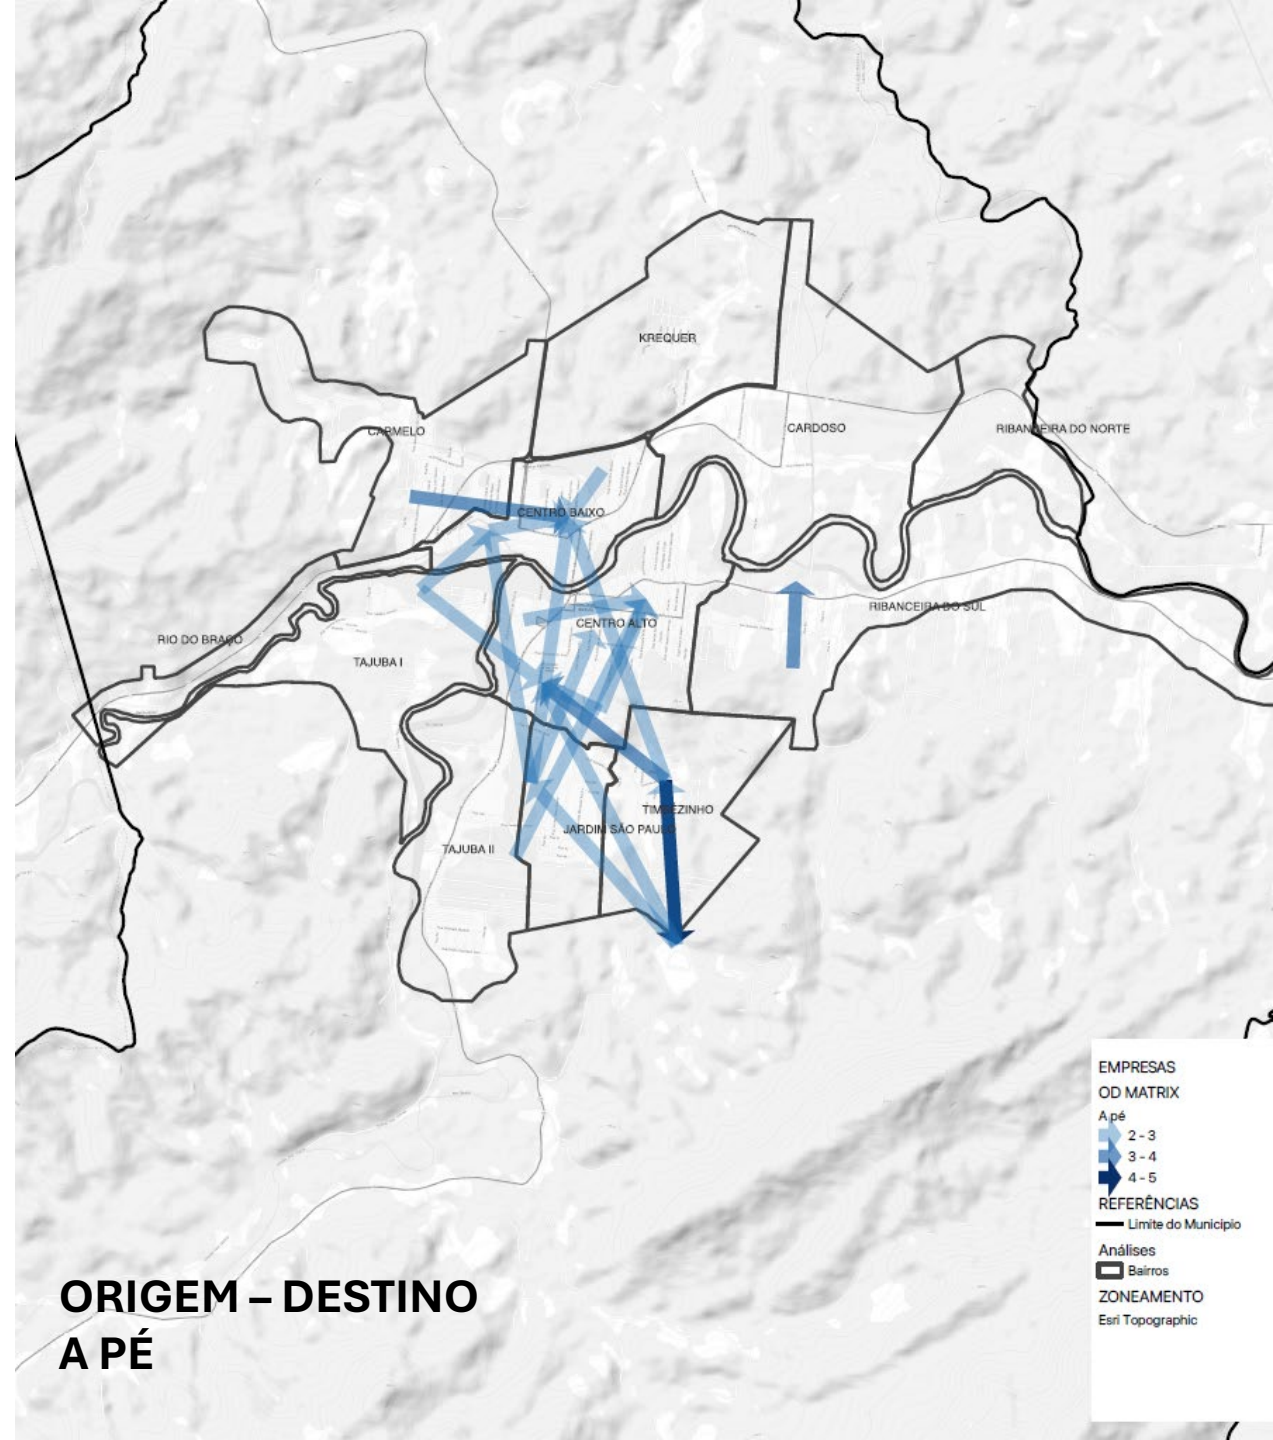 KREQUER
CARMELO
CARDOSO
RIBANCEIRA DO NORTE
CENTRO BAIXO
RIBANCEIRA DO SUL
CENTRO ALTO
RIO DO BRAÇO
TAJUBA I
TIMBEZINHO
JARDIM SÃO PAULO
TAJUBA II
EMPRESAS
OD MATRIX
A pé
2 - 3
3 - 4
4 - 5
REFERÊNCIAS
Limite do Municipio
Análises
Bairros
ZONEAMENTO
Esri Topographic
ORIGEM – DESTINO
A PÉ